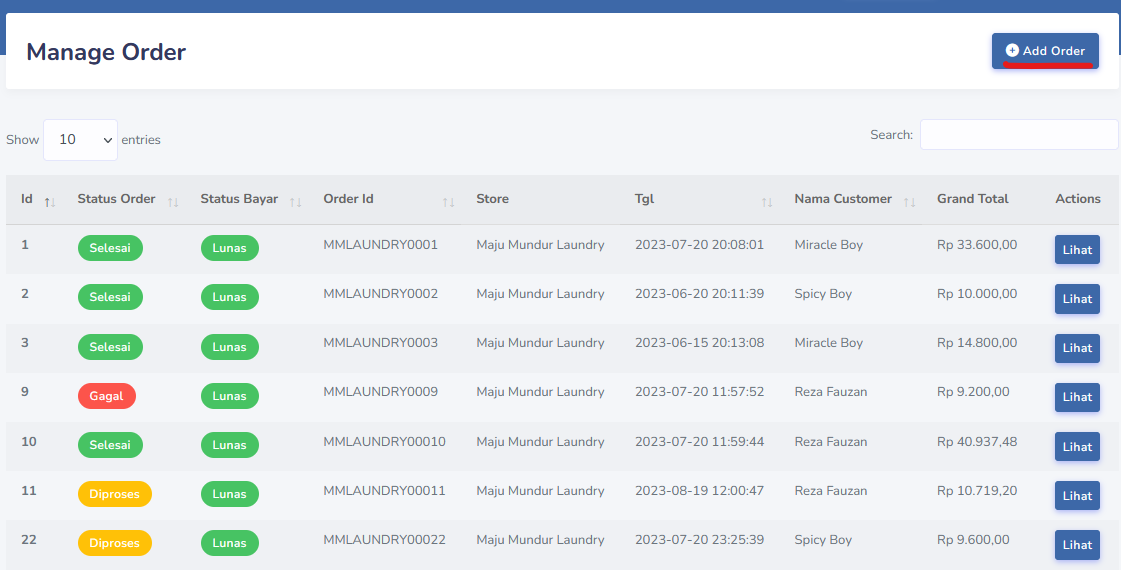 Manage Order
Add Order
Show 10 entries
Search:
Id Status Order Status Bayar Order Id Store Tgl Nama Customer Grand Total Actions
1 Selesai Lunas MMLAUNDRY0001 Maju Mundur Laundry 2023-07-20 20:08:01 Miracle Boy Rp 33.600,00 Lihat
2 Selesai Lunas MMLAUNDRY0002 Maju Mundur Laundry 2023-06-20 20:11:39 Spicy Boy Rp 10.000,00 Lihat
3 Selesai Lunas MMLAUNDRY0003 Maju Mundur Laundry 2023-06-15 20:13:08 Miracle Boy Rp 14.800,00 Lihat
9 Gagal Lunas MMLAUNDRY0009 Maju Mundur Laundry 2023-07-20 11:57:52 Reza Fauzan Rp 9.200,00 Lihat
10 Selesai Lunas MMLAUNDRY00010 Maju Mundur Laundry 2023-07-20 11:59:44 Reza Fauzan Rp 40.937,48 Lihat
11 Diproses Lunas MMLAUNDRY00011 Maju Mundur Laundry 2023-08-19 12:00:47 Reza Fauzan Rp 10.719,20 Lihat
22 Diproses Lunas MMLAUNDRY00022 Maju Mundur Laundry 2023-07-20 23:25:39 Spicy Boy Rp 9.600,00 Lihat